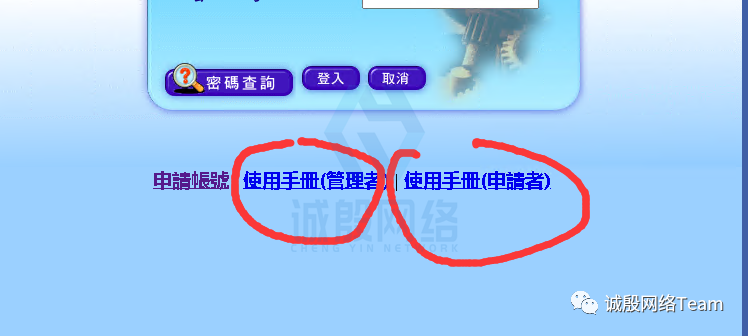 密碼查詢 登入 取消
申請帳號 使用手冊(管理者) | 使用手冊(申請者)
诚殷网络
CHENG YIN NETWORK
诚殷网络Team